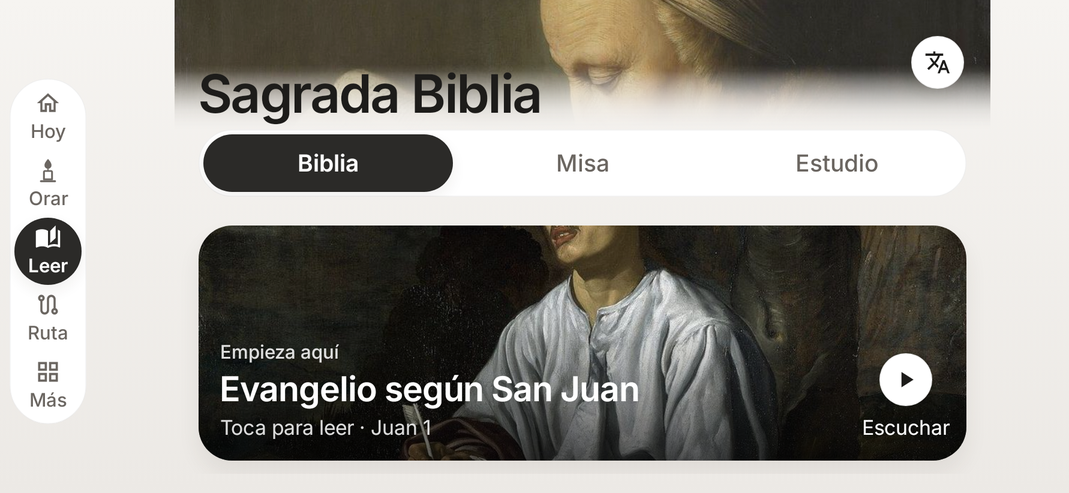 Sagrada Biblia
Biblia
Misa
Estudio
Hoy
Orar
Leer
Ruta
Más
Empieza aquí
Evangelio según San Juan
Toca para leer · Juan 1
Escuchar